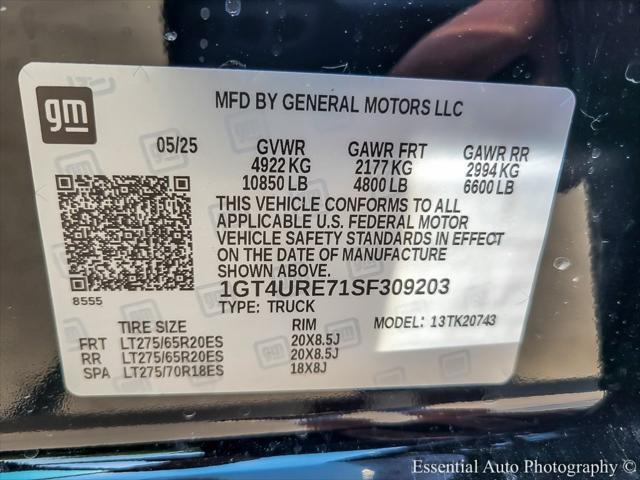 gm
MFD BY GENERAL MOTORS LLC
05/25 GVWR GAWR FRT GAWR RR
4922 KG 2177 KG 2994 KG
10850 LB 4800 LB 6600 LB
THIS VEHICLE CONFORMS TO ALL
APPLICABLE U.S. FEDERAL MOTOR
VEHICLE SAFETY STANDARDS IN EFFECT
ON THE DATE OF MANUFACTURE
SHOWN ABOVE.
8555
1GT4URE71SF309203
TYPE: TRUCK
TIRE SIZE RIM MODEL: 13TK20743
FRT LT275/65R20ES 20X8.5J
RR LT275/65R20ES 20X8.5J
SPA LT275/70R18ES 18X8J
Essential Auto Photography ©